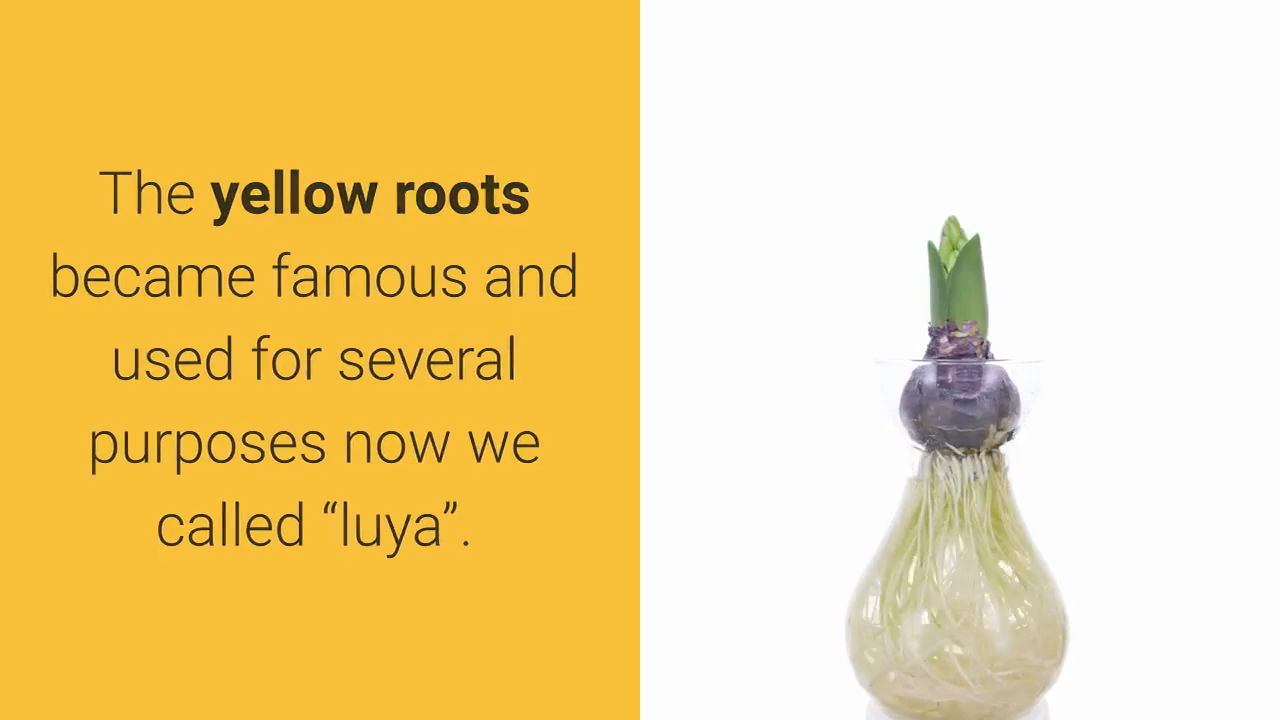 The yellow roots
became famous and
used for several
purposes now we
called “luya”.